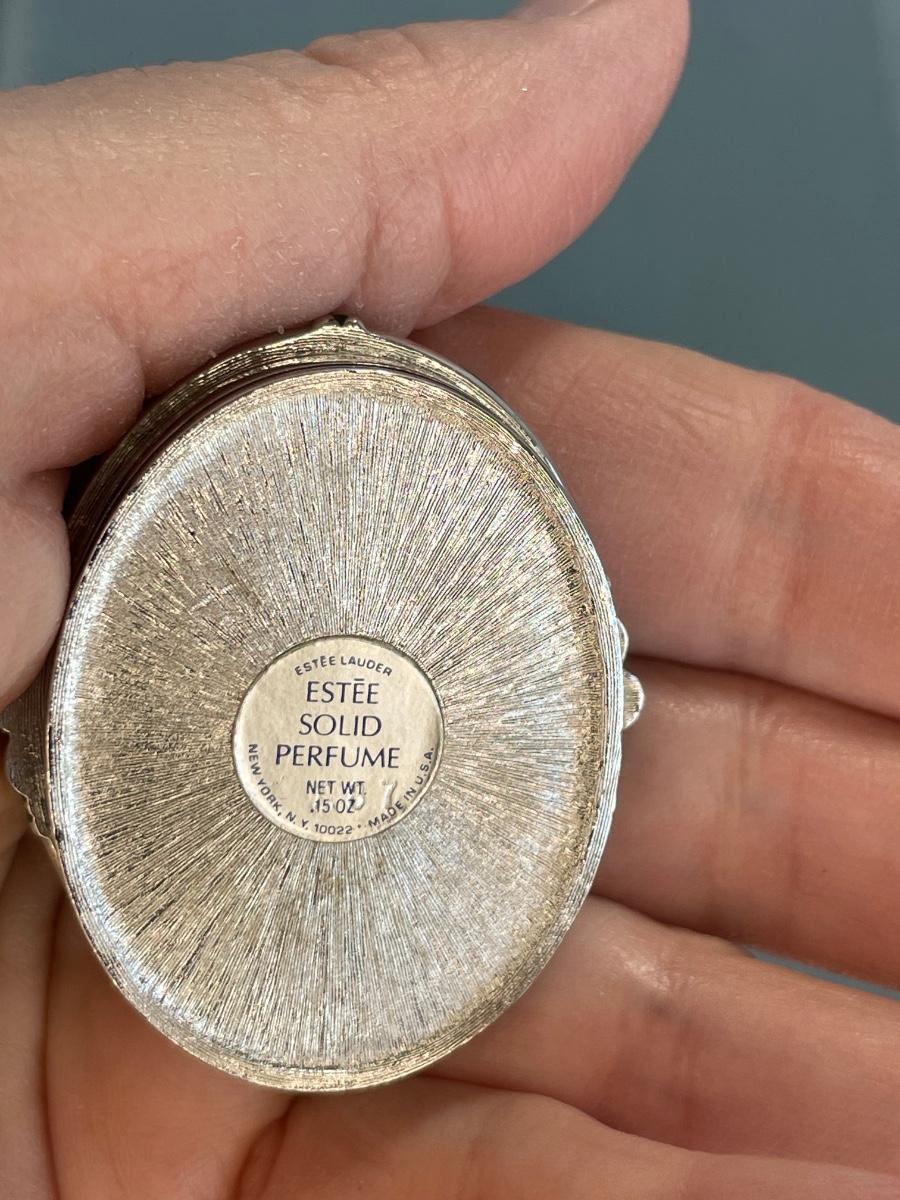 ESTĒE LAUDER
ESTĒE
SOLID
PERFUME
NET WT.
.15 OZ
NEW YORK, N.Y. 10022 • MADE IN U.S.A.